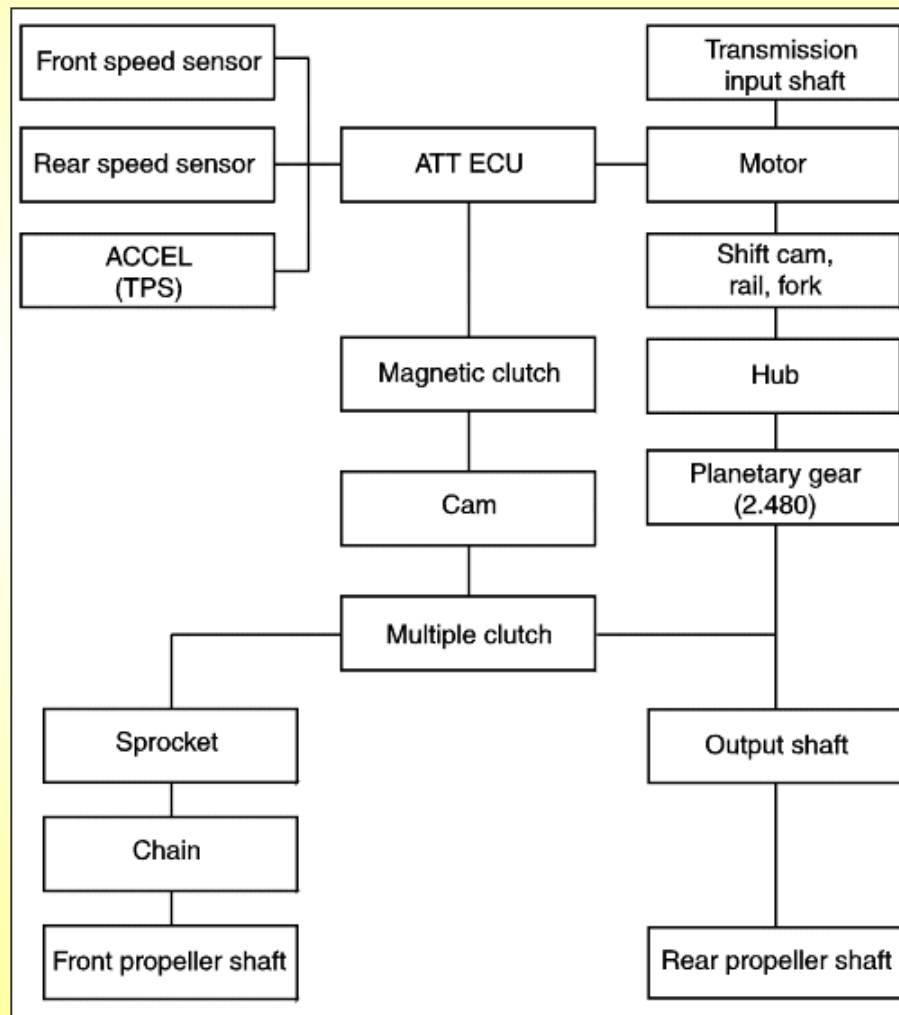 Front speed sensor
Transmission
input shaft
Rear speed sensor
ATT ECU
Motor
ACCEL
(TPS)
Shift cam,
rail, fork
Magnetic clutch
Hub
Cam
Planetary gear
(2.480)
Multiple clutch
Sprocket
Output shaft
Chain
Front propeller shaft
Rear propeller shaft